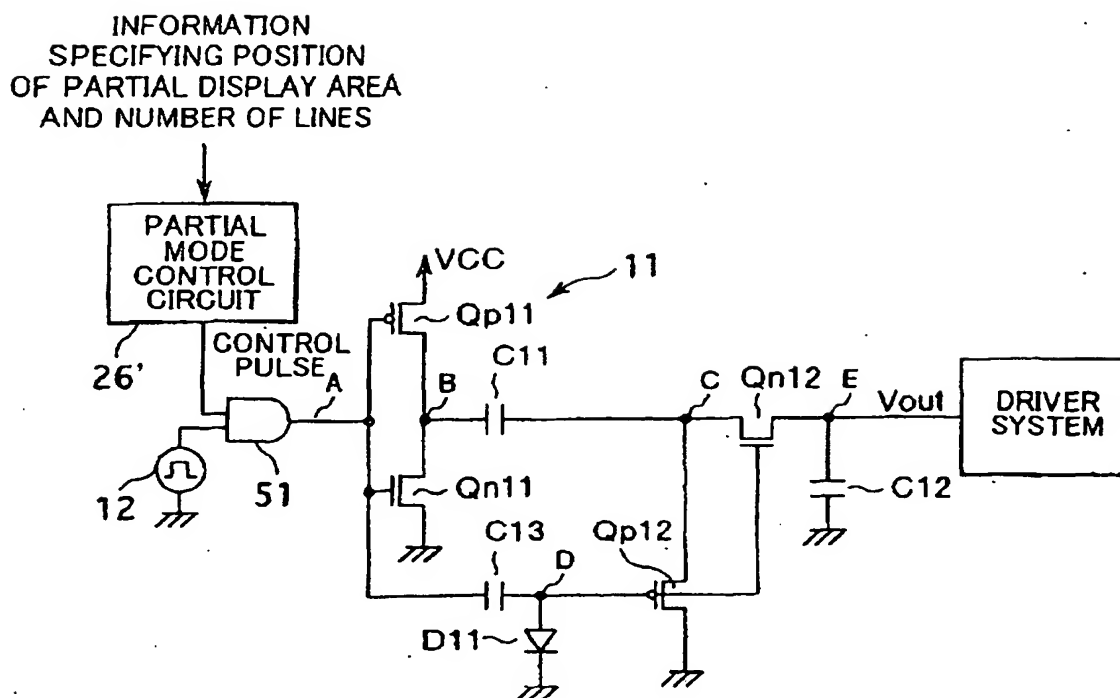 INFORMATION
SPECIFYING POSITION
OF PARTIAL DISPLAY AREA
AND NUMBER OF LINES
PARTIAL
MODE
CONTROL
CIRCUIT
26'
CONTROL
PULSE
A
12
51
VCC
11
Qp11
B
C11
Qn11
C13
D
D11
Qp12
C
Qn12
E
Vout
C12
DRIVER
SYSTEM